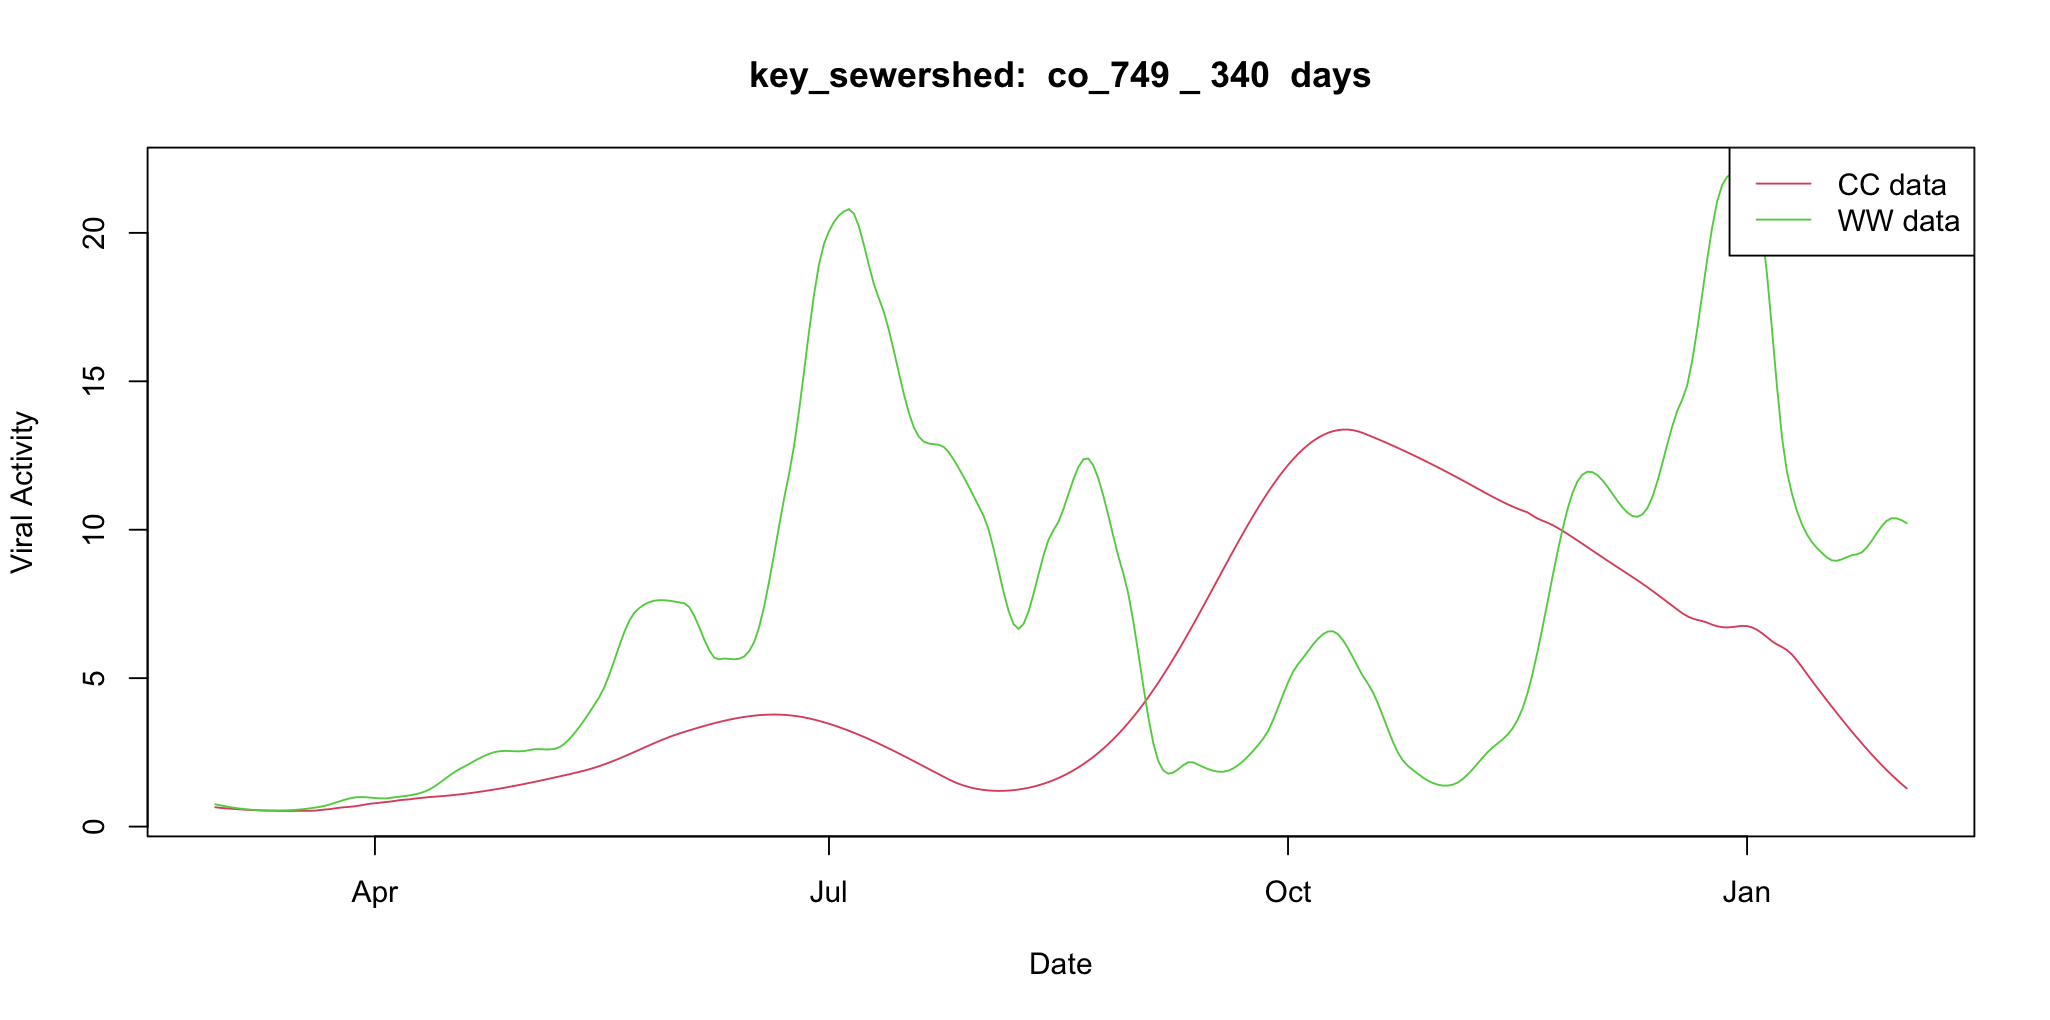 key_sewershed:  co_749 _ 340  days
CC data
WW data
Viral Activity
20
15
10
5
0
Apr
Jul
Oct
Jan
Date